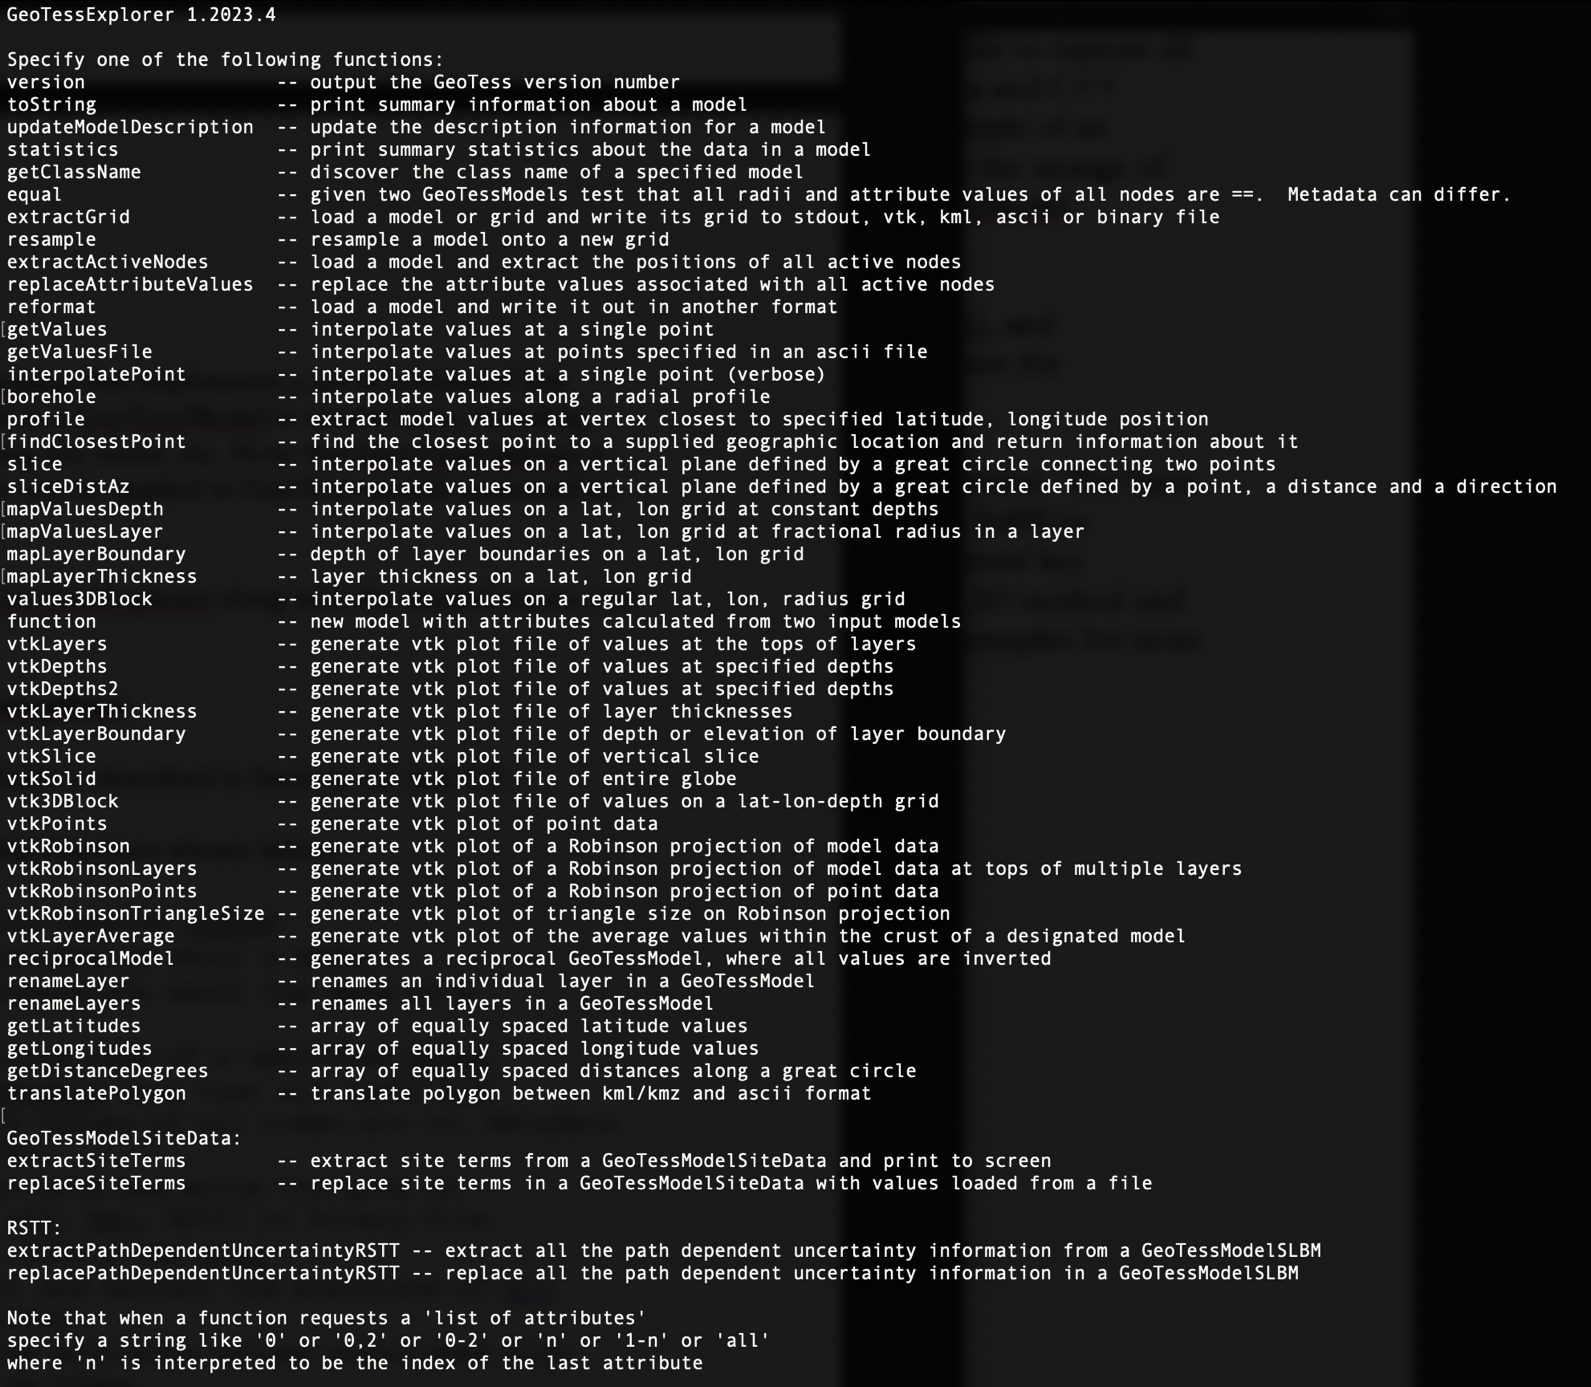 GeoTessExplorer 1.2023.4
Specify one of the following functions:
version -- output the GeoTess version number
toString -- print summary information about a model
updateModelDescription -- update the description information for a model
statistics -- print summary statistics about the data in a model
getClassName -- discover the class name of a specified model
equal -- given two GeoTessModels test that all radii and attribute values of all nodes are ==.  Metadata can differ.
extractGrid -- load a model or grid and write its grid to stdout, vtk, kml, ascii or binary file
resample -- resample a model onto a new grid
extractActiveNodes -- load a model and extract the positions of all active nodes
replaceAttributeValues -- replace the attribute values associated with all active nodes
reformat -- load a model and write it out in another format
[getValues -- interpolate values at a single point
getValuesFile -- interpolate values at points specified in an ascii file
interpolatePoint -- interpolate values at a single point (verbose)
[borehole -- interpolate values along a radial profile
profile -- extract model values at vertex closest to specified latitude, longitude position
[findClosestPoint -- find the closest point to a supplied geographic location and return information about it
slice -- interpolate values on a vertical plane defined by a great circle connecting two points
sliceDistAz -- interpolate values on a vertical plane defined by a great circle defined by a point, a distance and a direction
[mapValuesDepth -- interpolate values on a lat, lon grid at constant depths
[mapValuesLayer -- interpolate values on a lat, lon grid at fractional radius in a layer
mapLayerBoundary -- depth of layer boundaries on a lat, lon grid
[mapLayerThickness -- layer thickness on a lat, lon grid
values3DBlock -- interpolate values on a regular lat, lon, radius grid
function -- new model with attributes calculated from two input models
vtkLayers -- generate vtk plot file of values at the tops of layers
vtkDepths -- generate vtk plot file of values at specified depths
vtkDepths2 -- generate vtk plot file of values at specified depths
vtkLayerThickness -- generate vtk plot file of layer thicknesses
vtkLayerBoundary -- generate vtk plot file of depth or elevation of layer boundary
vtkSlice -- generate vtk plot file of vertical slice
vtkSolid -- generate vtk plot file of entire globe
vtk3DBlock -- generate vtk plot file of values on a lat-lon-depth grid
vtkPoints -- generate vtk plot of point data
vtkRobinson -- generate vtk plot of a Robinson projection of model data
vtkRobinsonLayers -- generate vtk plot of a Robinson projection of model data at tops of multiple layers
vtkRobinsonPoints -- generate vtk plot of a Robinson projection of point data
vtkRobinsonTriangleSize -- generate vtk plot of triangle size on Robinson projection
vtkLayerAverage -- generate vtk plot of the average values within the crust of a designated model
reciprocalModel -- generates a reciprocal GeoTessModel, where all values are inverted
renameLayer -- renames an individual layer in a GeoTessModel
renameLayers -- renames all layers in a GeoTessModel
getLatitudes -- array of equally spaced latitude values
getLongitudes -- array of equally spaced longitude values
getDistanceDegrees -- array of equally spaced distances along a great circle
translatePolygon -- translate polygon between kml/kmz and ascii format
[
GeoTessModelSiteData:
extractSiteTerms -- extract site terms from a GeoTessModelSiteData and print to screen
replaceSiteTerms -- replace site terms in a GeoTessModelSiteData with values loaded from a file
RSTT:
extractPathDependentUncertaintyRSTT -- extract all the path dependent uncertainty information from a GeoTessModelSLBM
replacePathDependentUncertaintyRSTT -- replace all the path dependent uncertainty information in a GeoTessModelSLBM
Note that when a function requests a 'list of attributes'
specify a string like '0' or '0,2' or '0-2' or 'n' or '1-n' or 'all'
where 'n' is interpreted to be the index of the last attribute